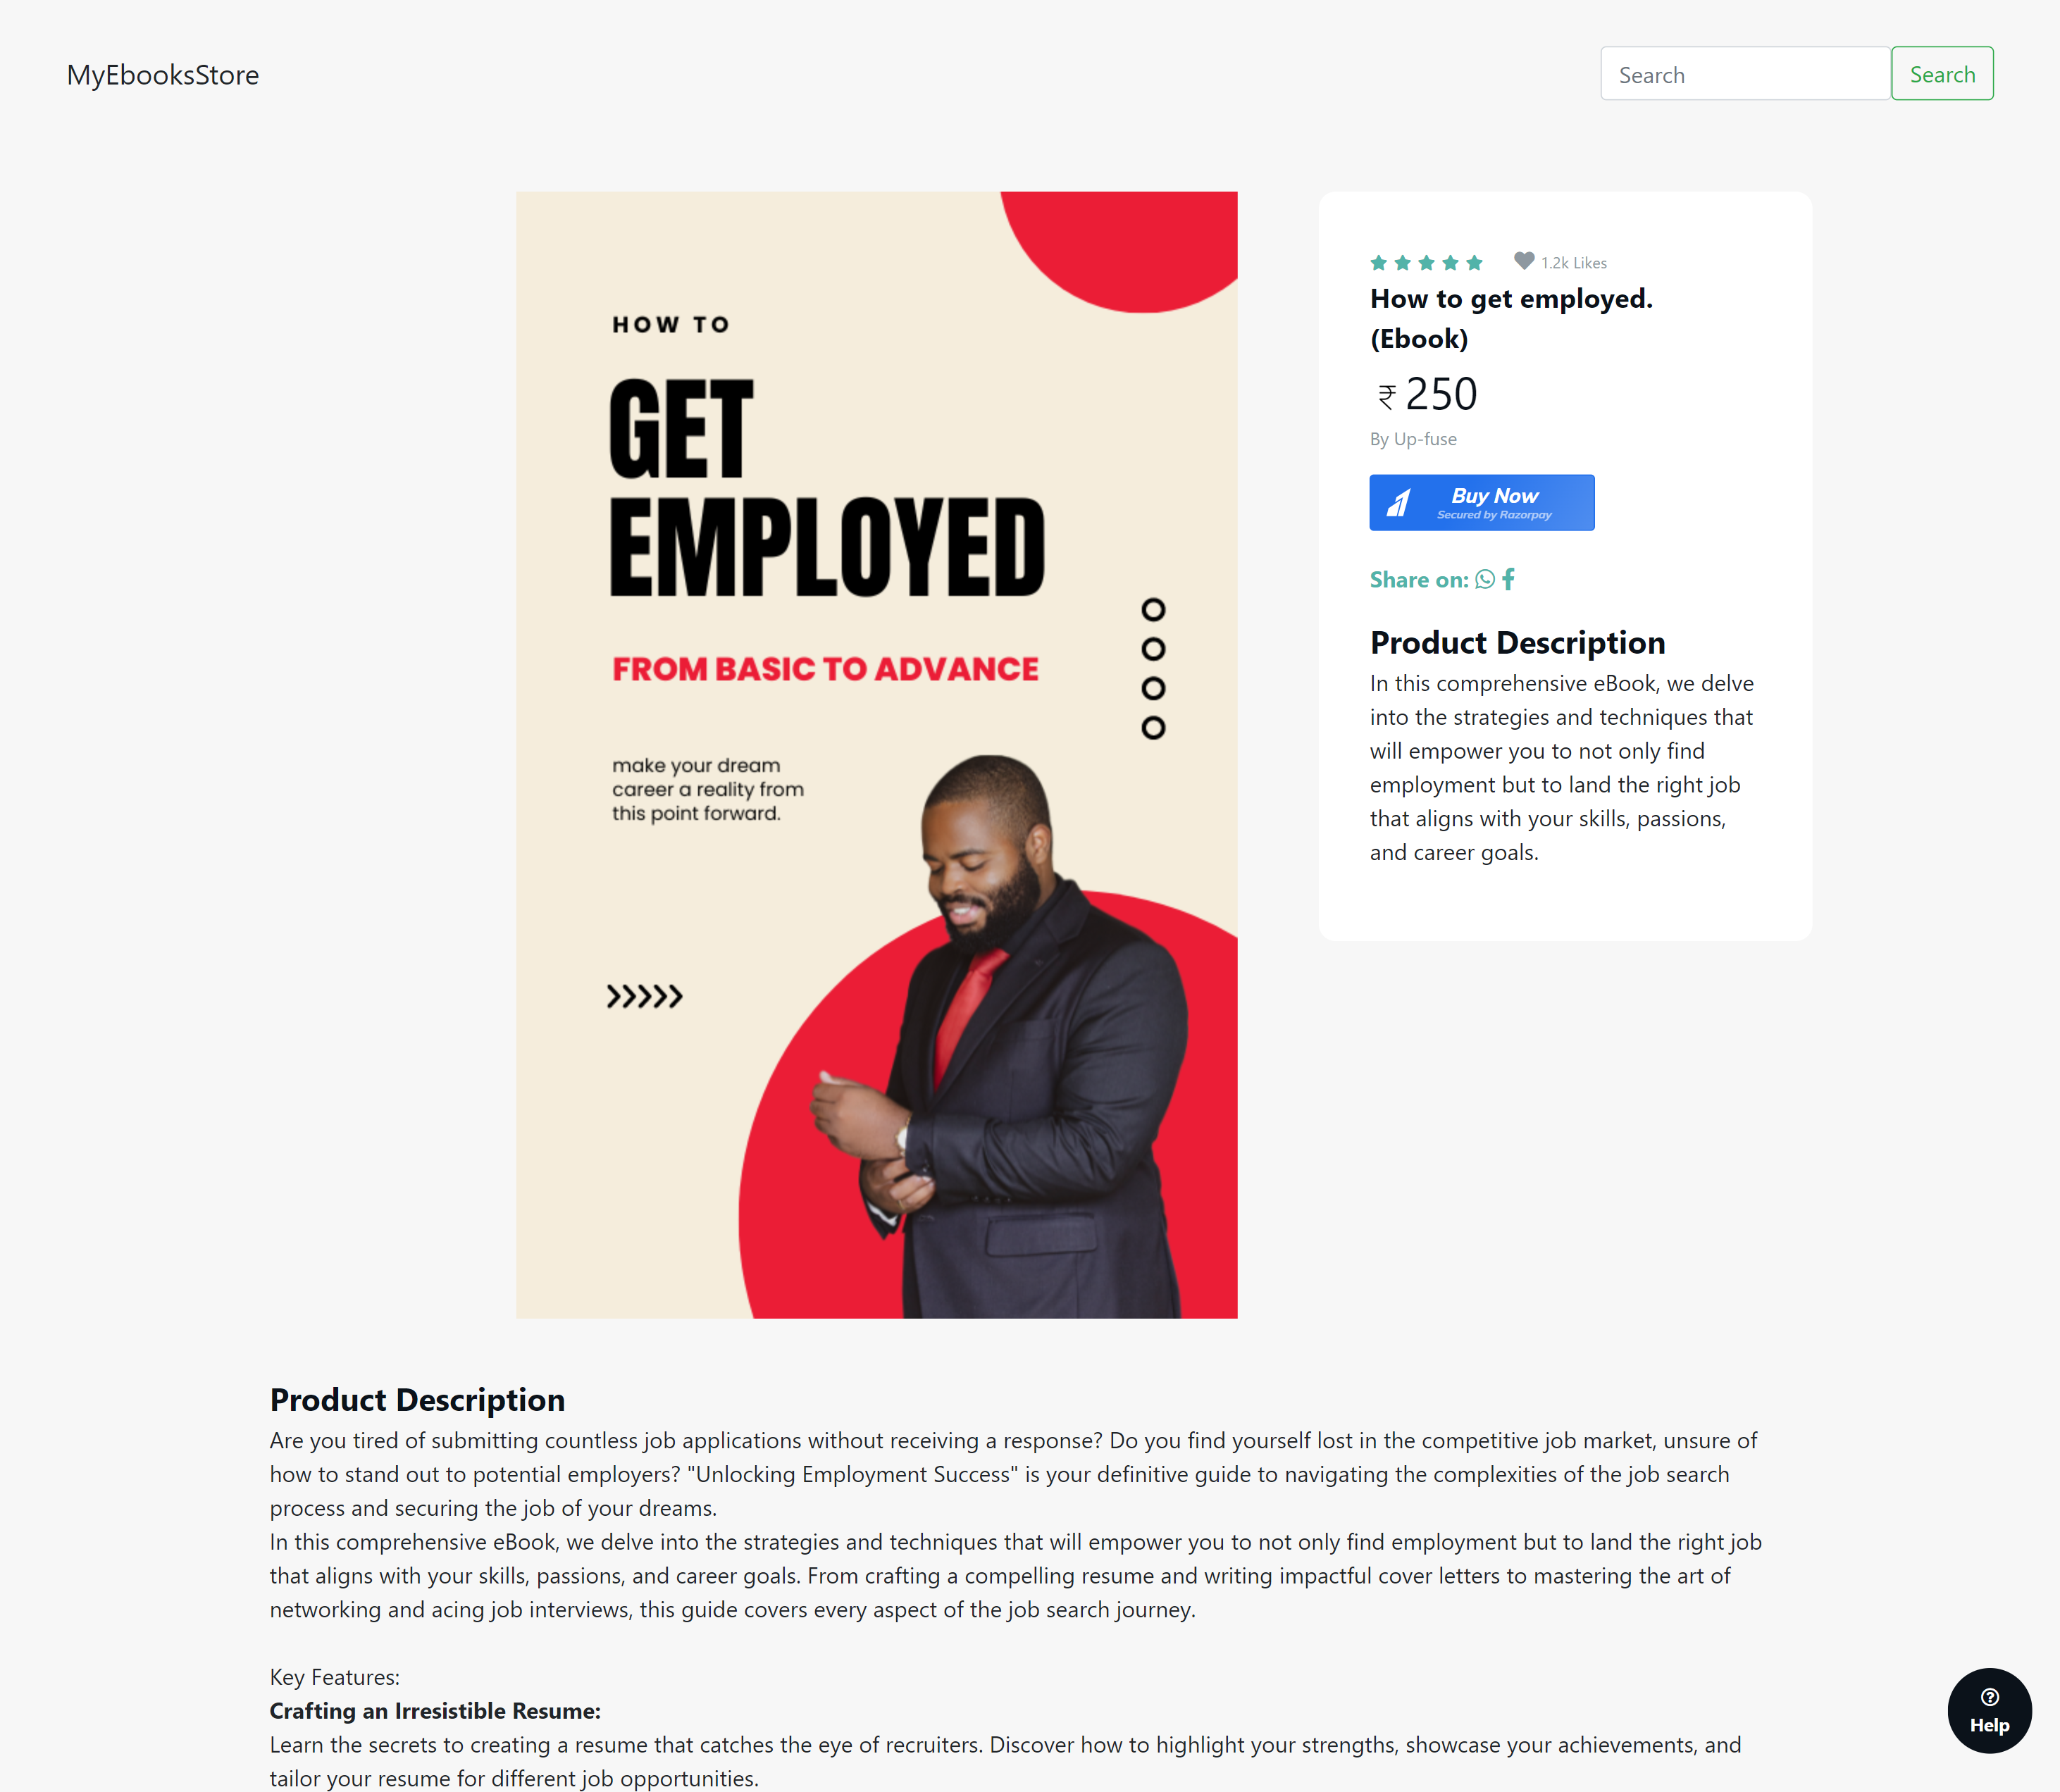 MyEbooksStore
Search
Search
HOW TO
GET
EMPLOYED
FROM BASIC TO ADVANCE
make your dream
career a reality from
this point forward.
1.2k Likes
How to get employed.
(Ebook)
₹ 250
By Up-fuse
Buy Now
Secured by Razorpay
Share on:
Product Description
In this comprehensive eBook, we delve
into the strategies and techniques that
will empower you to not only find
employment but to land the right job
that aligns with your skills, passions,
and career goals.
Product Description
Are you tired of submitting countless job applications without receiving a response? Do you find yourself lost in the competitive job market, unsure of
how to stand out to potential employers? "Unlocking Employment Success" is your definitive guide to navigating the complexities of the job search
process and securing the job of your dreams.
In this comprehensive eBook, we delve into the strategies and techniques that will empower you to not only find employment but to land the right job
that aligns with your skills, passions, and career goals. From crafting a compelling resume and writing impactful cover letters to mastering the art of
networking and acing job interviews, this guide covers every aspect of the job search journey.
Key Features:
Crafting an Irresistible Resume:
Learn the secrets to creating a resume that catches the eye of recruiters. Discover how to highlight your strengths, showcase your achievements, and
tailor your resume for different job opportunities.
Help